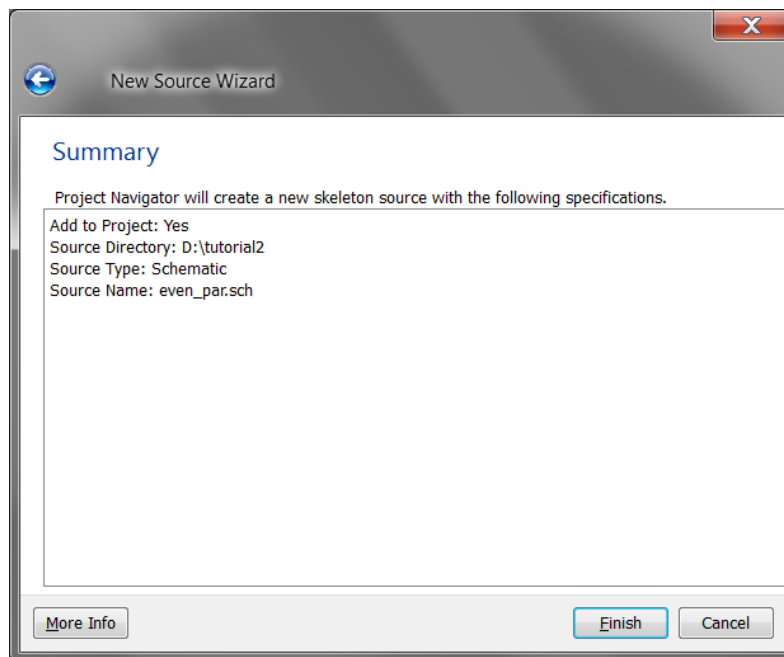 New Source Wizard
Summary
Project Navigator will create a new skeleton source with the following specifications.
Add to Project: Yes
Source Directory: D:\tutorial2
Source Type: Schematic
Source Name: even_par.sch
More Info
Finish
Cancel